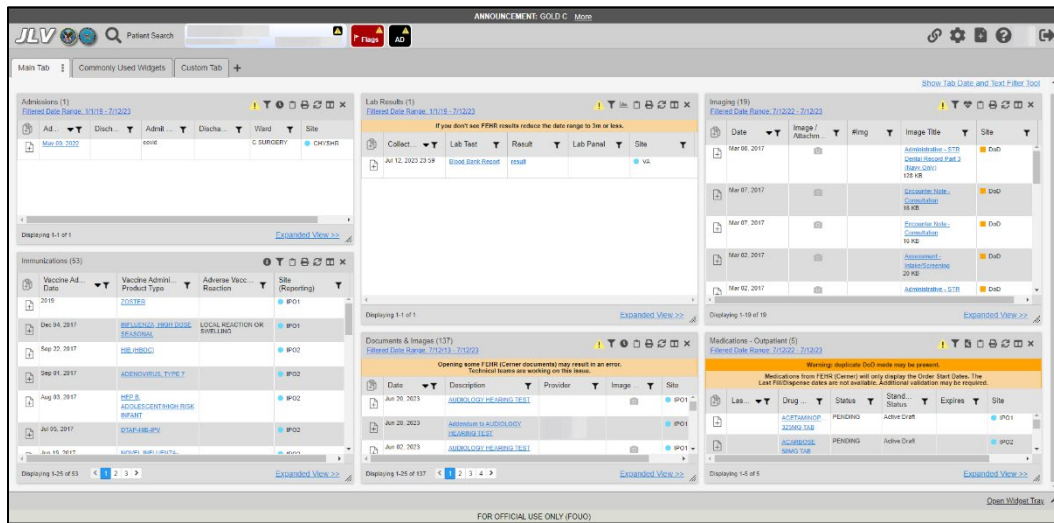 ANNOUNCEMENT: GOLD C More
JLV Patient Search Flags AD
Main Tab Commonly Used Widgets Custom Tab +
Show Tab Date and Text Filter Tool
Admissions (1)
Filtered Date Range: 1/1/19 - 7/12/23
Ad... Disch... Admit ... Discha... Ward Site
May 09, 2022 covid C SURGERY CHYSHR
Displaying 1-1 of 1 Expanded View >>
Lab Results (1)
Filtered Date Range: 1/1/19 - 7/12/23
If you don't see FEHR results reduce the date range to 3m or less.
Collect... Lab Test Result Lab Panel Site
Jul 12, 2023 23:59 Blood Bank Report result VA
Displaying 1-1 of 1 Expanded View >>
Imaging (19)
Filtered Date Range: 7/12/22 - 7/12/23
Date Image / Attachm... #Img Image Title Site
Mar 08, 2017 Administrative - STR DoD
Dental Record Part 3
(Navy Only)
128 KB
Mar 07, 2017 Encounter Note - DoD
Consultation
16 KB
Mar 07, 2017 Encounter Note - DoD
Consultation
10 KB
Mar 02, 2017 Assessment - DoD
Intake/Screening
20 KB
Mar 02, 2017 Administrative - STR DoD
Displaying 1-19 of 19 Expanded View >>
Immunizations (53)
Vaccine Ad... Date Vaccine Admini... Product Type Adverse Vacc... Reaction Site (Reporting)
2019 ZOSTER IPO1
Dec 04, 2017 INFLUENZA, HIGH DOSE LOCAL REACTION OR IPO1
SEASONAL SWELLING
Sep 22, 2017 HIB (HBOC) IPO2
Sep 01, 2017 ADENOVIRUS, TYPE 7 IPO2
Aug 03, 2017 HEP B, IPO2
ADOLESCENT/HIGH RISK
INFANT
Jul 05, 2017 DTAP-HIB-IPV IPO2
Jun 19, 2017 NOVEL INFLUENZA- IPO2
Displaying 1-25 of 53 < 1 2 3 > Expanded View >>
Documents & Images (137)
Filtered Date Range: 7/12/13 - 7/12/23
Opening some FEHR (Cerner documents) may result in an error.
Technical teams are working on this issue.
Date Description Provider Image ... Site
Jun 20, 2023 AUDIOLOGY HEARING TEST IPO1
Jun 20, 2023 Addendum to AUDIOLOGY IPO1
HEARING TEST
Jun 02, 2023 AUDIOLOGY HEARING TEST IPO1
Displaying 1-25 of 137 < 1 2 3 4 > Expanded View >>
Medications - Outpatient (5)
Filtered Date Range: 7/12/22 - 7/12/23
Warning: duplicate DoD meds may be present.
Medications from FEHR (Cerner) will only display the Order Start Dates. The
Last Fill/Dispense dates are not available. Additional validation may be required.
Las... Drug ... Status Stand... Status Expires Site
ACETAMINOP PENDING Active Draft IPO1
325MG TAB
ACARBOSE PENDING Active Draft IPO2
50MG TAB
Displaying 1-5 of 5 Expanded View >>
Open Widget Tray
FOR OFFICIAL USE ONLY (FOUO)